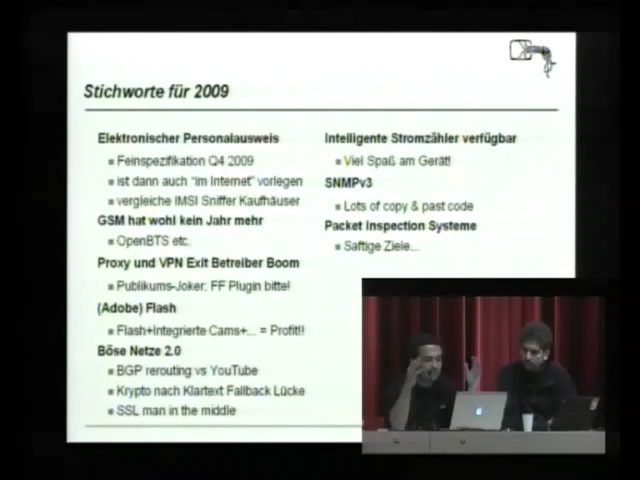 Stichworte für 2009
Elektronischer Personalausweis
Feinspezifikation Q4 2009
ist dann auch "im Internet" vorlegen
vergleiche IMSI Sniffer Kaufhäuser
GSM hat wohl kein Jahr mehr
OpenBTS etc.
Proxy und VPN Exit Betreiber Boom
Publikums-Joker: FF Plugin bitte!
(Adobe) Flash
Flash+Integrierte Cams+... = Profit!!
Böse Netze 2.0
BGP rerouting vs YouTube
Krypto nach Klartext Fallback Lücke
SSL man in the middle
Intelligente Stromzähler verfügbar
Viel Spaß am Gerät!
SNMPv3
Lots of copy & past code
Packet Inspection Systeme
Saftige Ziele...